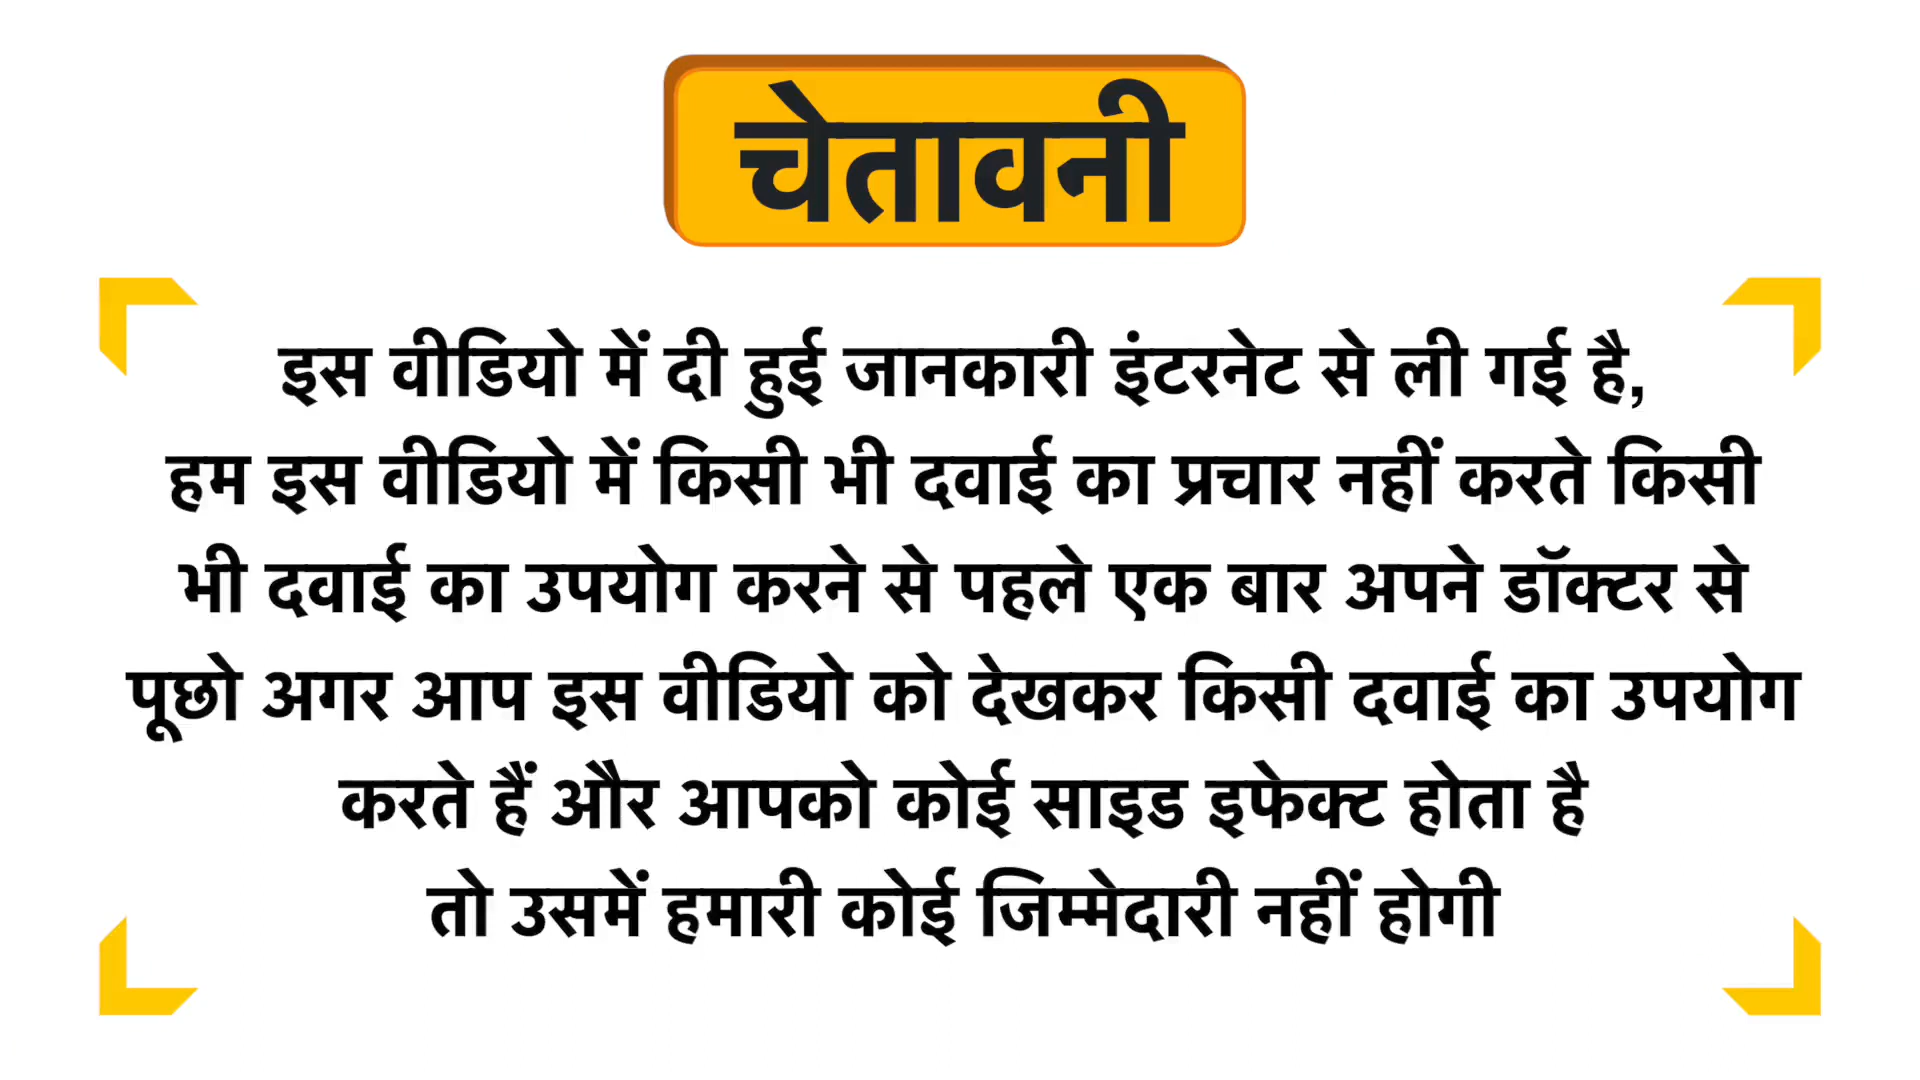 चेतावनी
इस वीडियो में दी हुई जानकारी इंटरनेट से ली गई है,
हम इस वीडियो में किसी भी दवाई का प्रचार नहीं करते किसी
भी दवाई का उपयोग करने से पहले एक बार अपने डॉक्टर से
पूछो अगर आप इस वीडियो को देखकर किसी दवाई का उपयोग
करते हैं और आपको कोई साइड इफेक्ट होता है
तो उसमें हमारी कोई जिम्मेदारी नहीं होगी